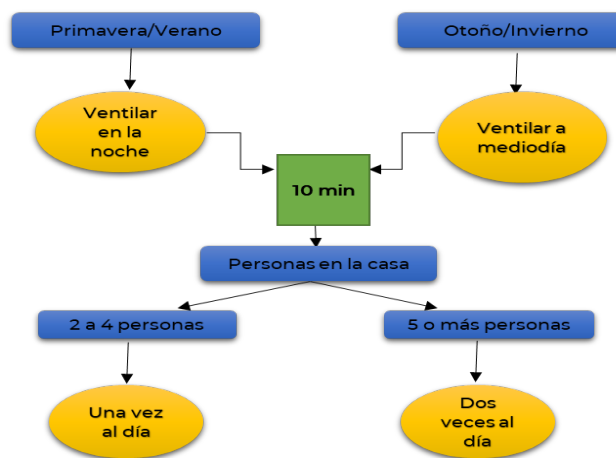 Primavera/Verano
Otoño/Invierno
Ventilar
en la
noche
Ventilar a
mediodía
10 min
Personas en la casa
2 a 4 personas
5 o más personas
Una vez
al día
Dos
veces al
día